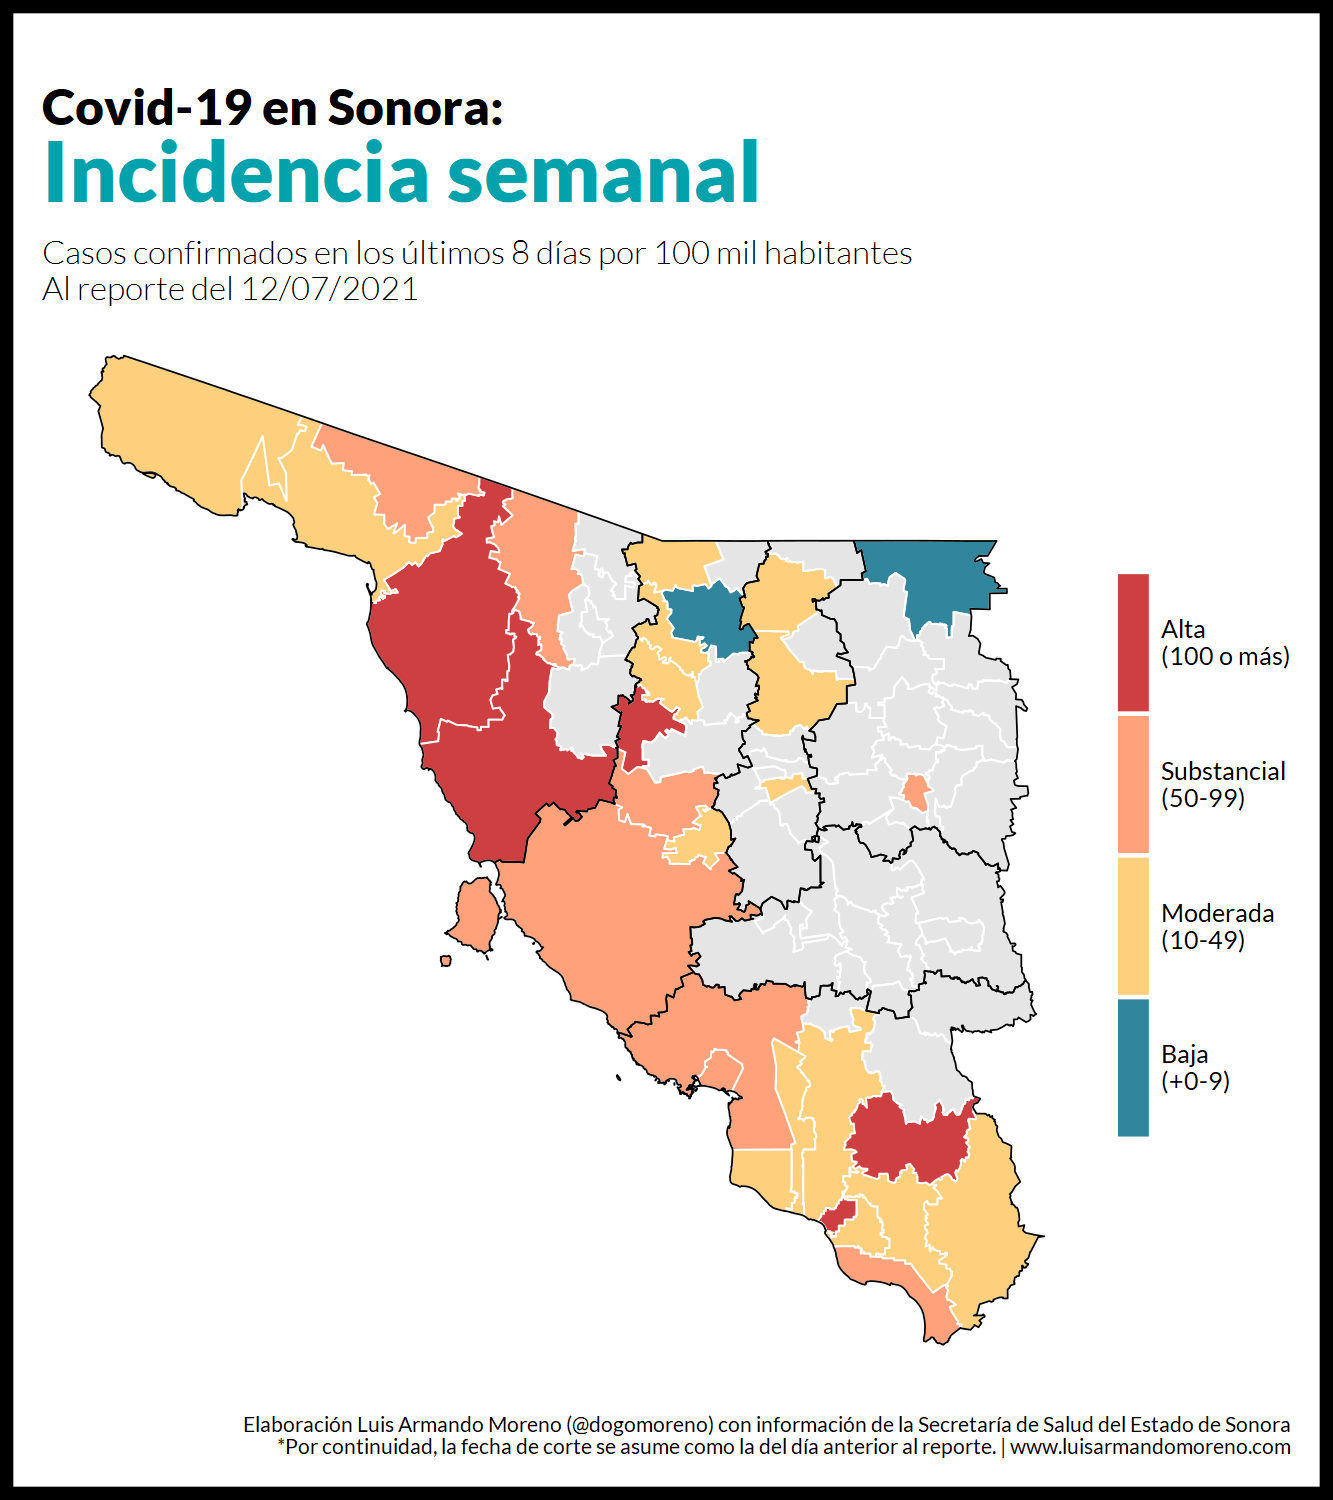 Covid-19 en Sonora:
Incidencia semanal
Casos confirmados en los últimos 8 días por 100 mil habitantes
Al reporte del 12/07/2021
Alta
(100 o más)
Substancial
(50-99)
Moderada
(10-49)
Baja
(+0-9)
Elaboración Luis Armando Moreno (@dogomoreno) con información de la Secretaría de Salud del Estado de Sonora
*Por continuidad, la fecha de corte se asume como la del día anterior al reporte. | www.luisarmandomoreno.com